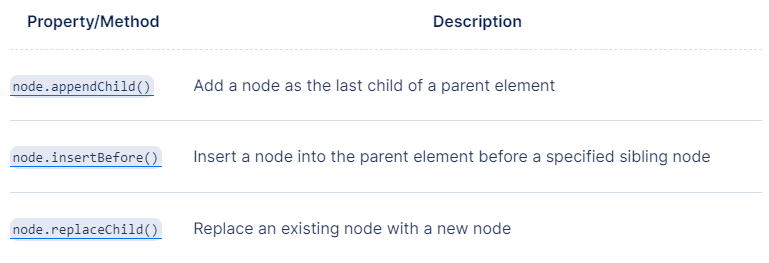 Property/Method Description
node.appendChild() Add a node as the last child of a parent element
node.insertBefore() Insert a node into the parent element before a specified sibling node
node.replaceChild() Replace an existing node with a new node